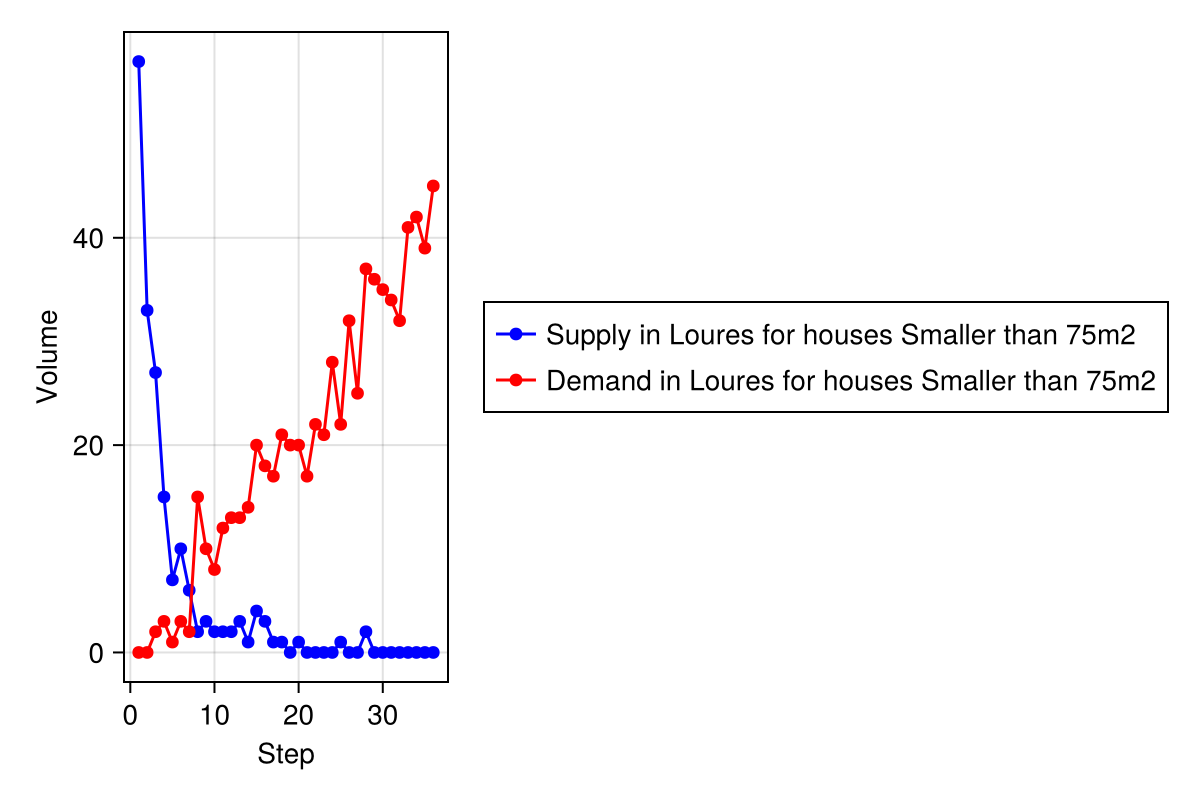 40
20
0
Volume
0 10 20 30
Step
Supply in Loures for houses Smaller than 75m2
Demand in Loures for houses Smaller than 75m2